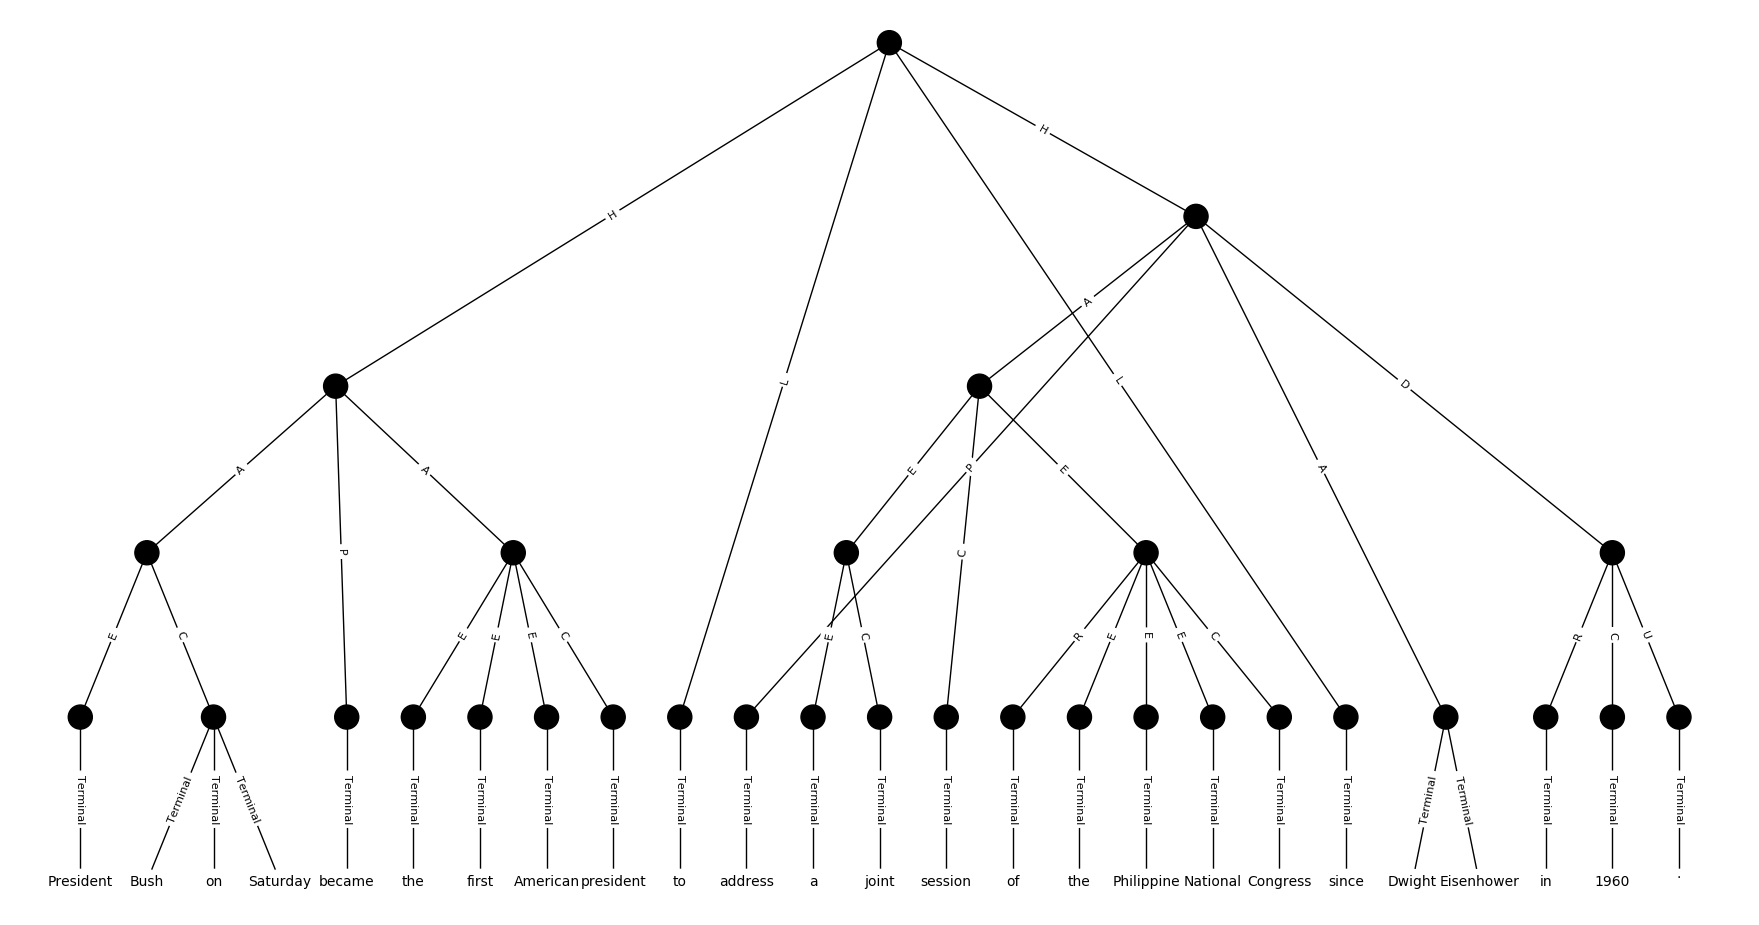 H
H
A
L
L
D
A
A
E
P
E
A
P
C
E
C
E
E
E
C
E
C
R
E
E
E
C
R
C
U
Terminal Terminal Terminal Terminal Terminal Terminal Terminal Terminal Terminal Terminal Terminal Terminal Terminal Terminal Terminal Terminal Terminal Terminal Terminal Terminal Terminal Terminal Terminal Terminal Terminal
President Bush on Saturday became the first American president to address a joint session of the Philippine National Congress since Dwight Eisenhower in 1960 .